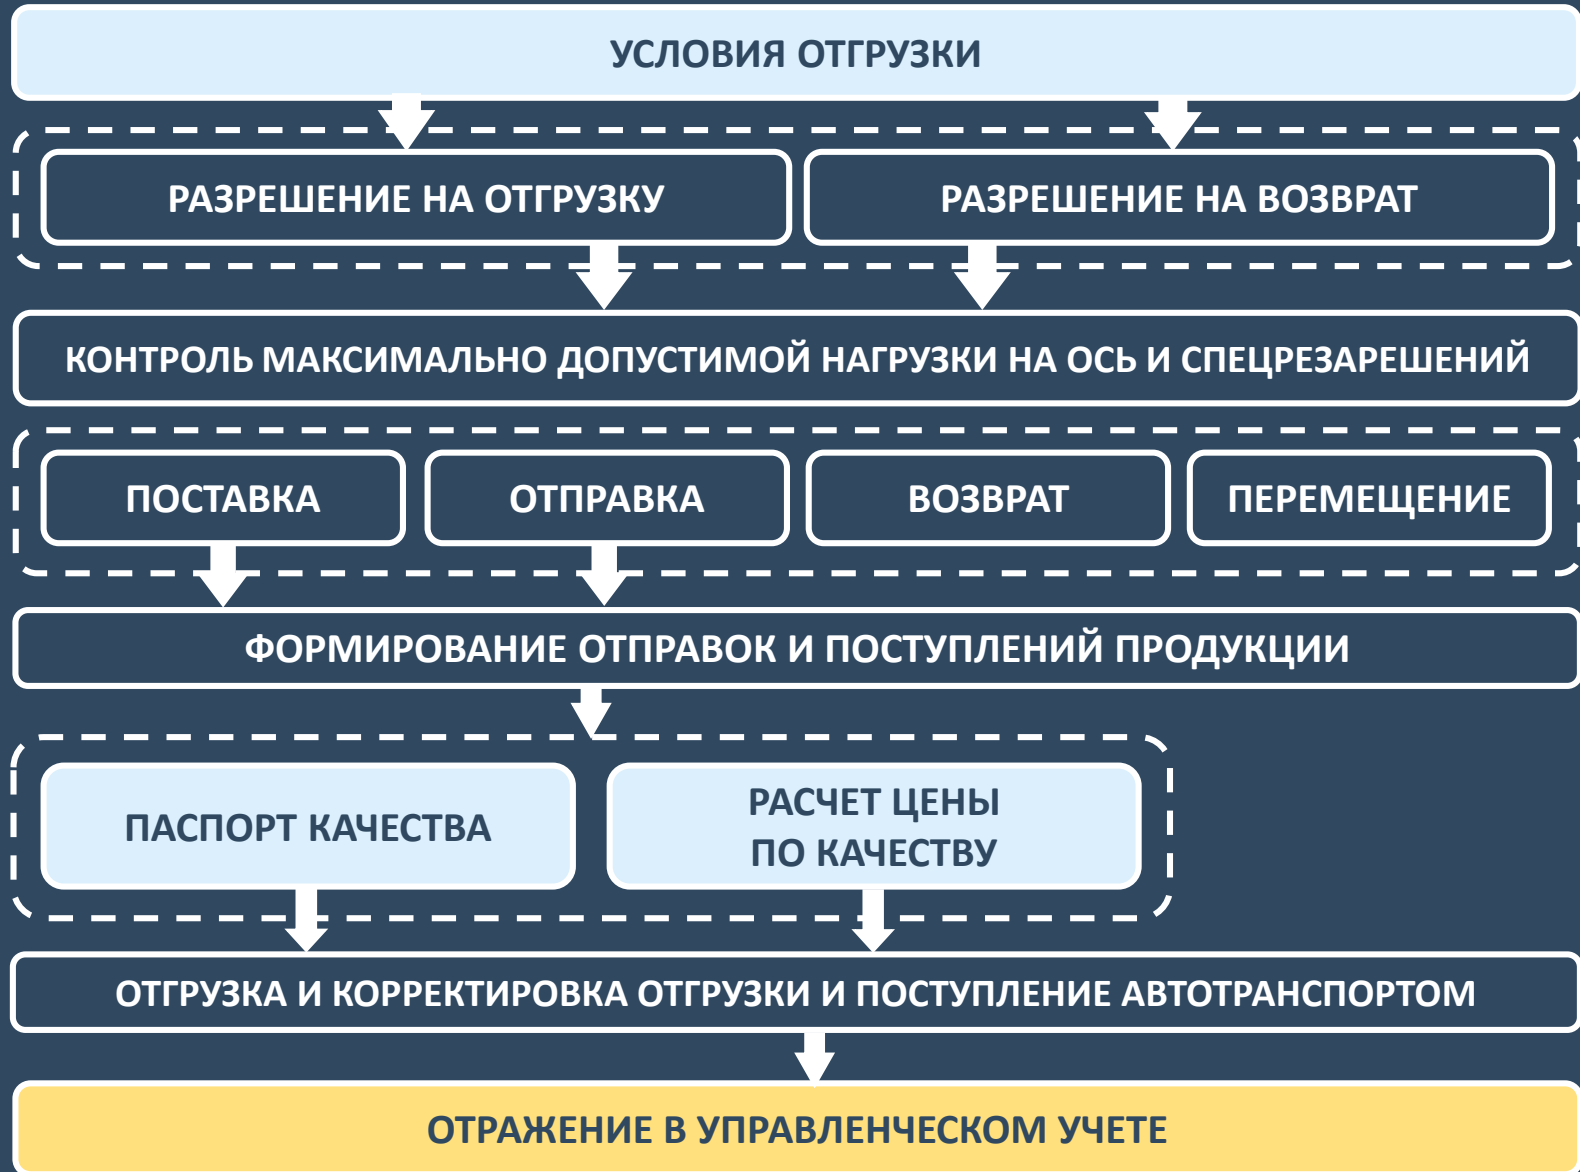 УСЛОВИЯ ОТГРУЗКИ
РАЗРЕШЕНИЕ НА ОТГРУЗКУ
РАЗРЕШЕНИЕ НА ВОЗВРАТ
КОНТРОЛЬ МАКСИМАЛЬНО ДОПУСТИМОЙ НАГРУЗКИ НА ОСЬ И СПЕЦРЕЗАРЕШЕНИЙ
ПОСТАВКА
ОТПРАВКА
ВОЗВРАТ
ПЕРЕМЕЩЕНИЕ
ФОРМИРОВАНИЕ ОТПРАВОК И ПОСТУПЛЕНИЙ ПРОДУКЦИИ
ПАСПОРТ КАЧЕСТВА
РАСЧЕТ ЦЕНЫ
ПО КАЧЕСТВУ
ОТГРУЗКА И КОРРЕКТИРОВКА ОТГРУЗКИ И ПОСТУПЛЕНИЕ АВТОТРАНСПОРТОМ
ОТРАЖЕНИЕ В УПРАВЛЕНЧЕСКОМ УЧЕТЕ